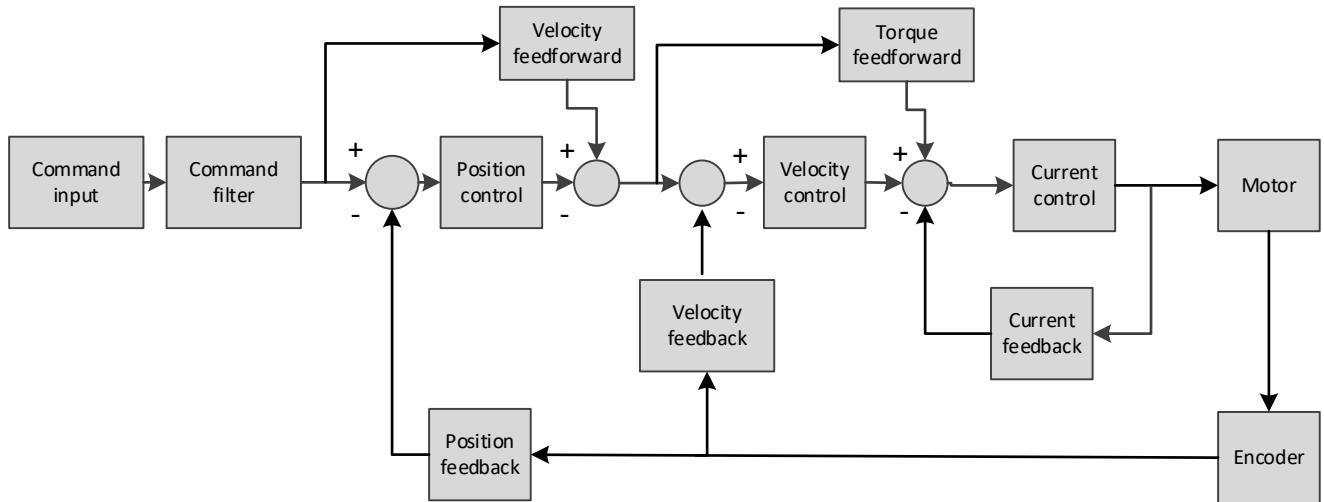 Velocity
feedforward
Torque
feedforward
Command
input
Command
filter
+
-
Position
control
+
-
+
-
Velocity
control
+
-
Current
control
Motor
Velocity
feedback
Current
feedback
Position
feedback
Encoder